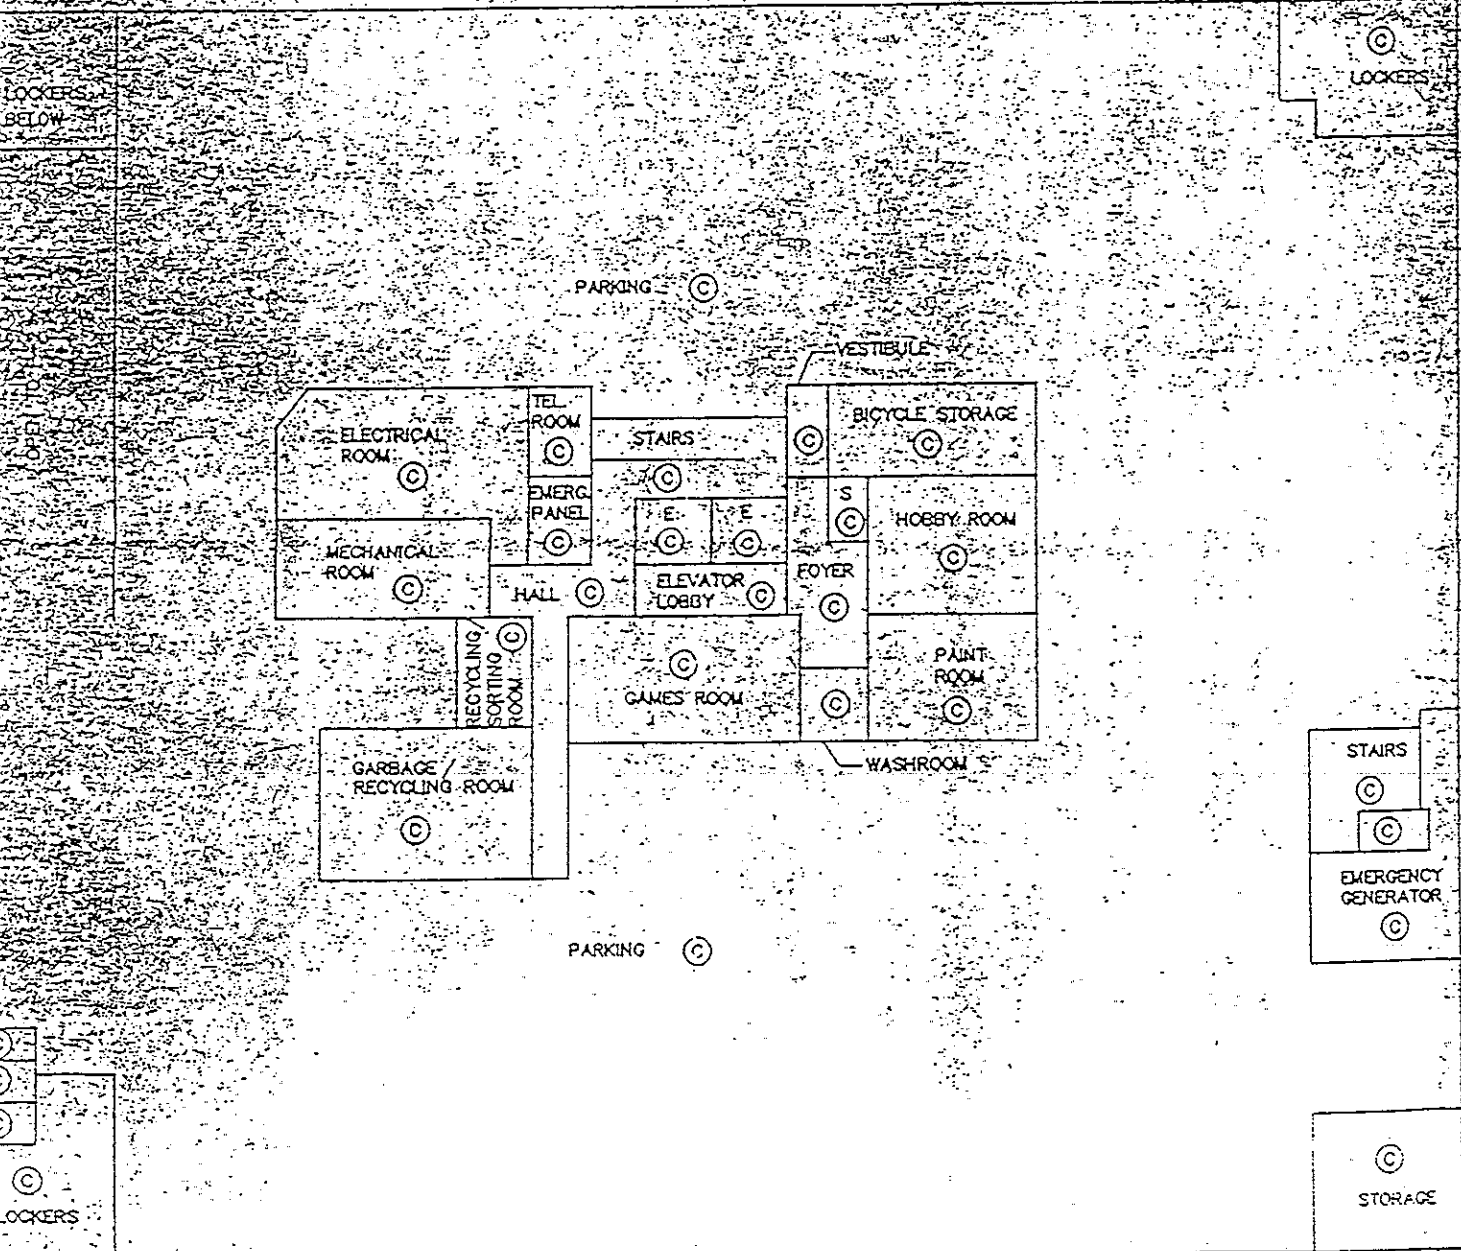 Ⓒ
LOCKERS
LOCKERS
BELOW
OPEN TO
PARKING Ⓒ
VESTIBULE
ELECTRICAL
ROOM Ⓒ
TEL.
ROOM
Ⓒ
STAIRS
Ⓒ
Ⓒ
BICYCLE STORAGE
Ⓒ
EMERG.
PANEL
Ⓒ
E
Ⓒ
E
Ⓒ
S
Ⓒ
HOBBY ROOM
Ⓒ
MECHANICAL
ROOM Ⓒ
HALL Ⓒ
ELEVATOR
LOBBY Ⓒ
FOYER
Ⓒ
RECYCLING/
SORTING
ROOM
Ⓒ
Ⓒ
GAMES ROOM
Ⓒ
PAINT
ROOM
Ⓒ
WASHROOM
GARBAGE /
RECYCLING ROOM
Ⓒ
STAIRS
Ⓒ
Ⓒ
EMERGENCY
GENERATOR
Ⓒ
PARKING Ⓒ
Ⓒ
Ⓒ
Ⓒ
Ⓒ
LOCKERS
Ⓒ
STORAGE